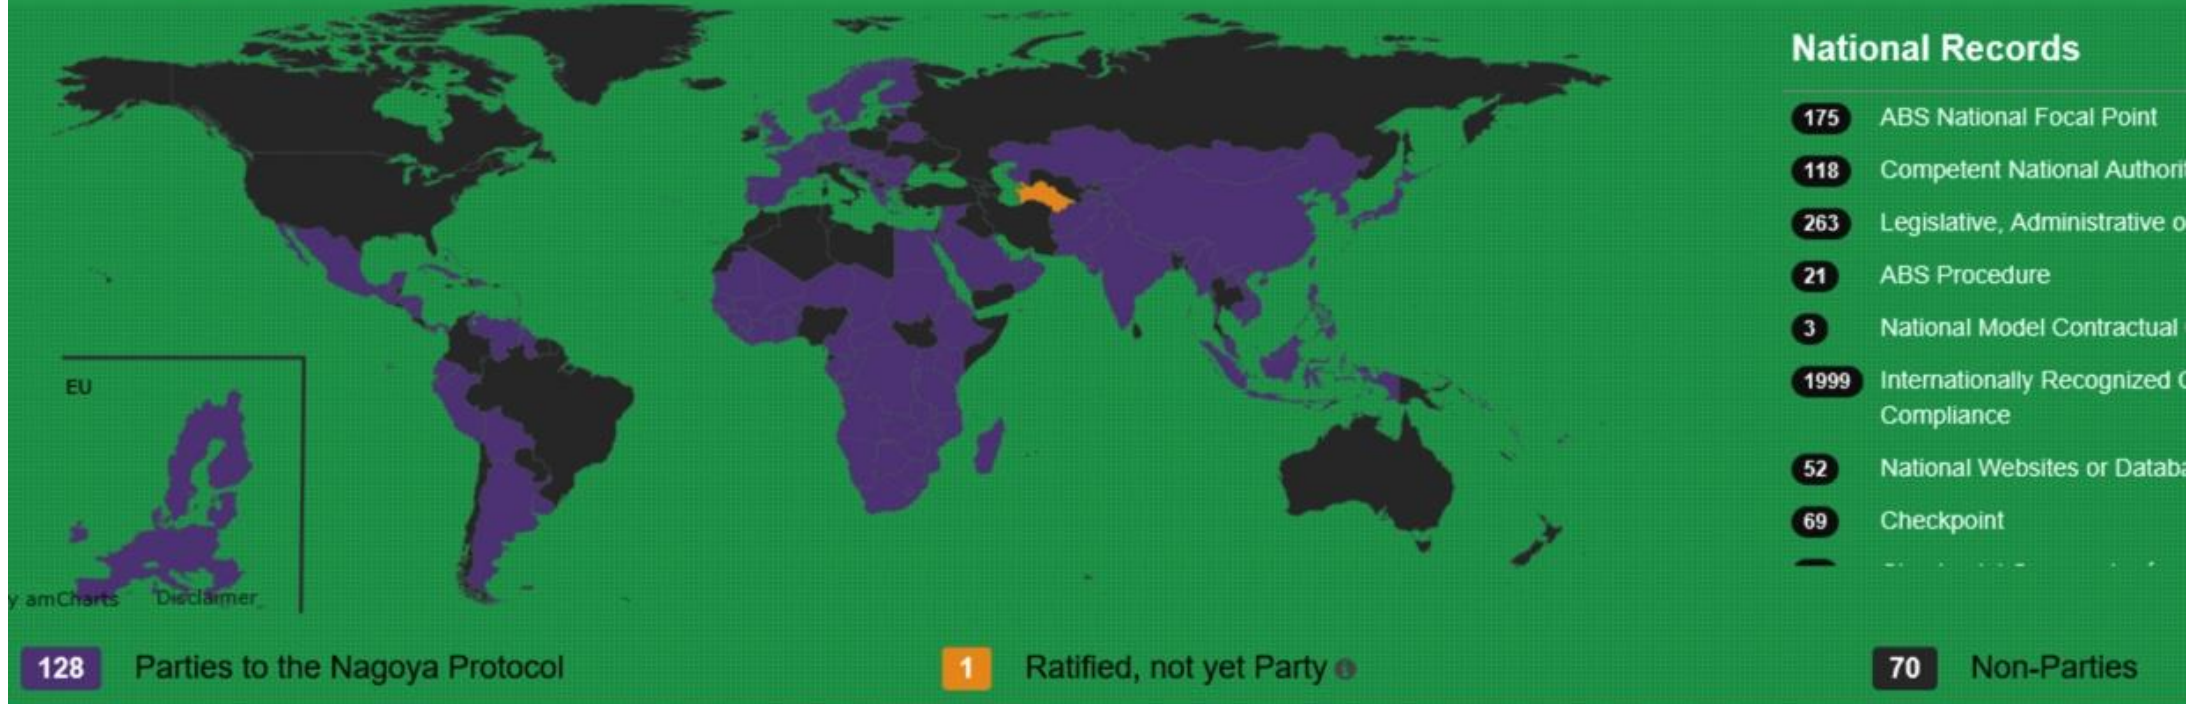 National Records
175 ABS National Focal Point
118 Competent National
263 Legislative, Administrative
21 ABS Procedure
3 National Model Contractual
1999 Internationally Recognized
Compliance
52 National Websites or
69 Checkpoint
EU
amCharts Disclaimer
128 Parties to the Nagoya Protocol
1 Ratified, not yet Party
70 Non-Parties